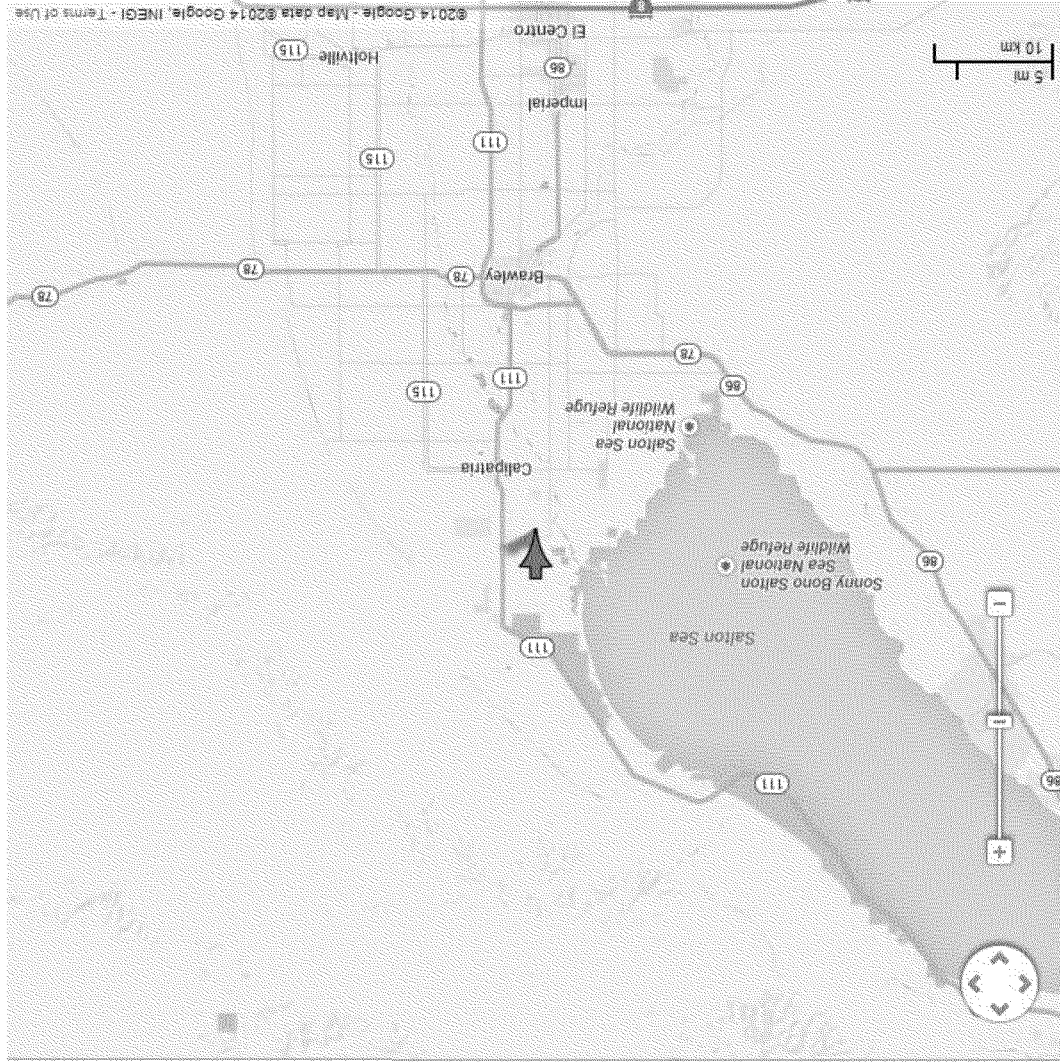 +
111
86
111
Salton Sea
−
Sonny Bono Salton
Sea National
Wildlife Refuge
86
Calipatria
Salton Sea
National
Wildlife Refuge
86
115
111
78
78
Brawley
78
78
115
111
Imperial
5 mi
10 km
86
Holtville
115
El Centro
8
©2014 Google - Map data ©2014 Google, INEGI - Terms of Use